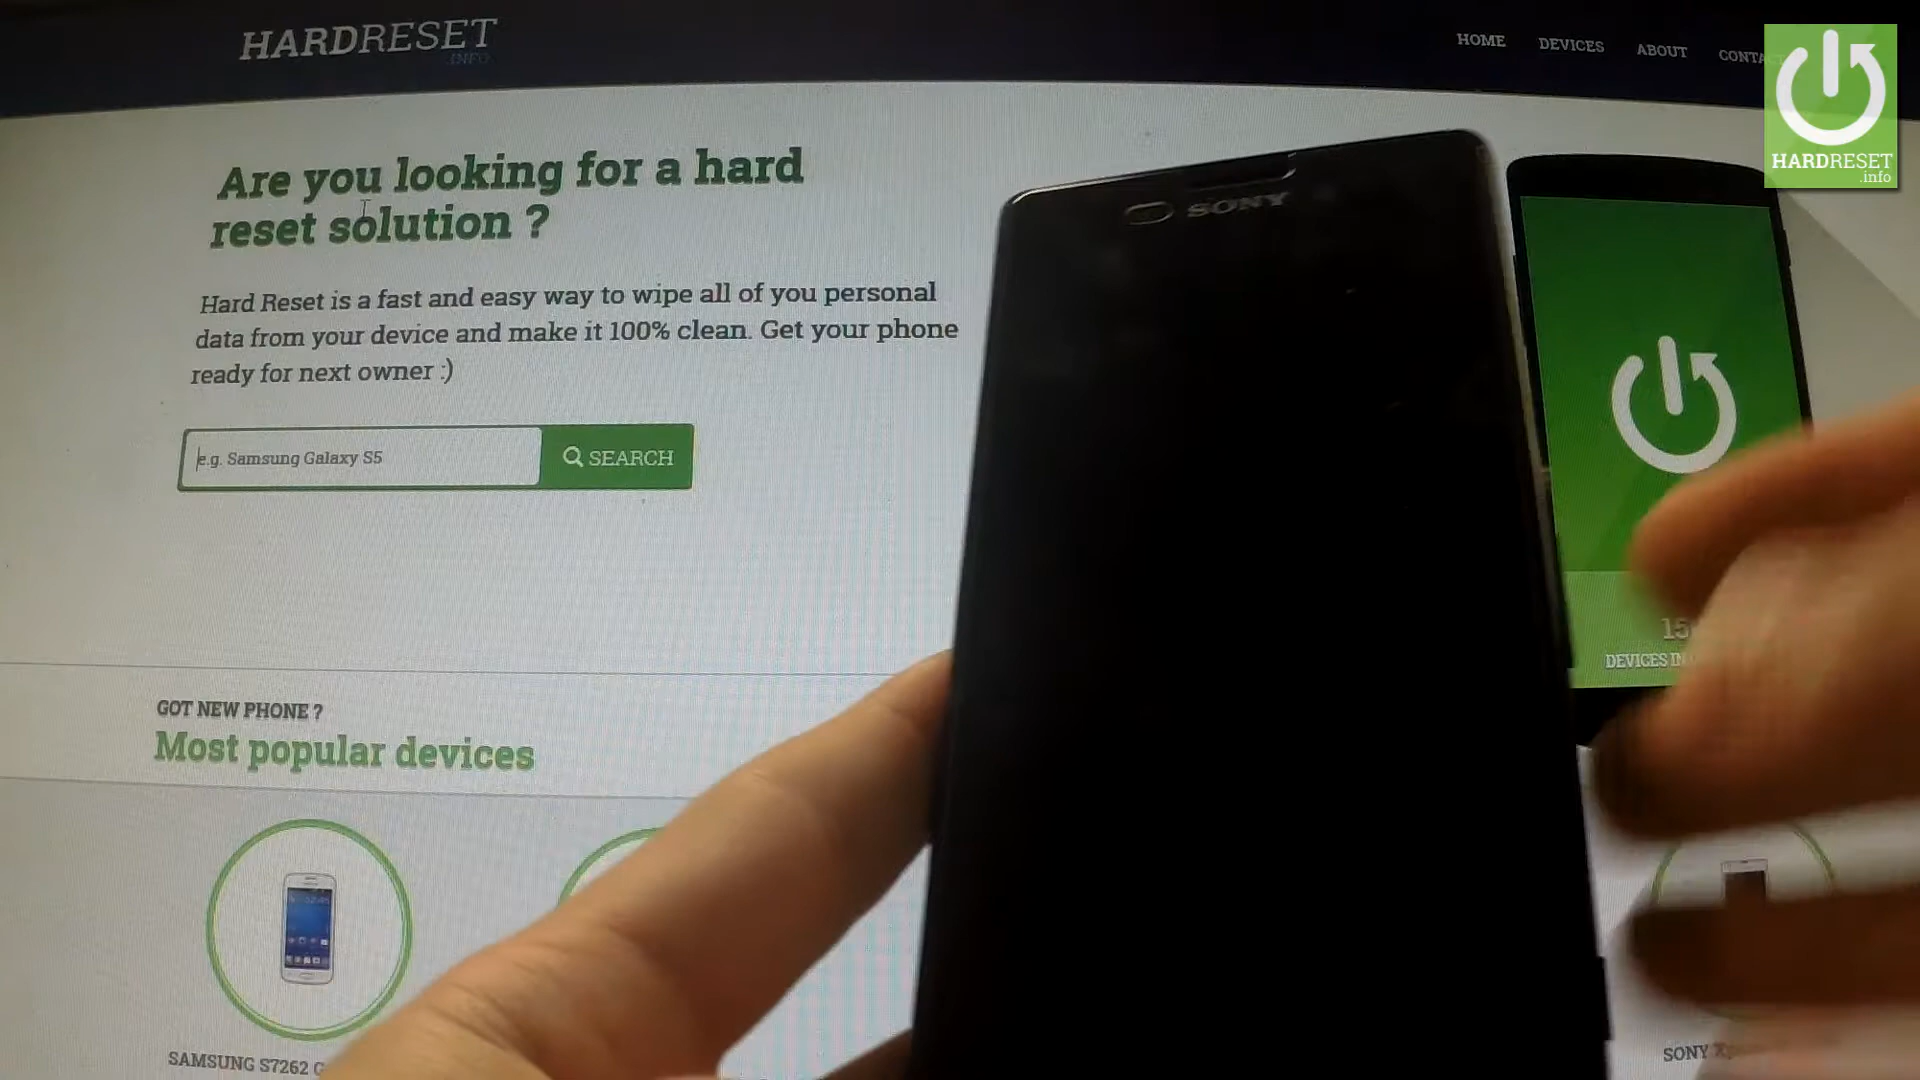 HARDRESET
.INFO
HOME DEVICES ABOUT
HARDRESET
.info
Are you looking for a hard
reset solution ?
SONY
Hard Reset is a fast and easy way to wipe all of you personal
data from your device and make it 100% clean. Get your phone
ready for next owner :)
e.g. Samsung Galaxy S5
SEARCH
DEVICES
GOT NEW PHONE ?
Most popular devices
SAMSUNG S7262
SONY